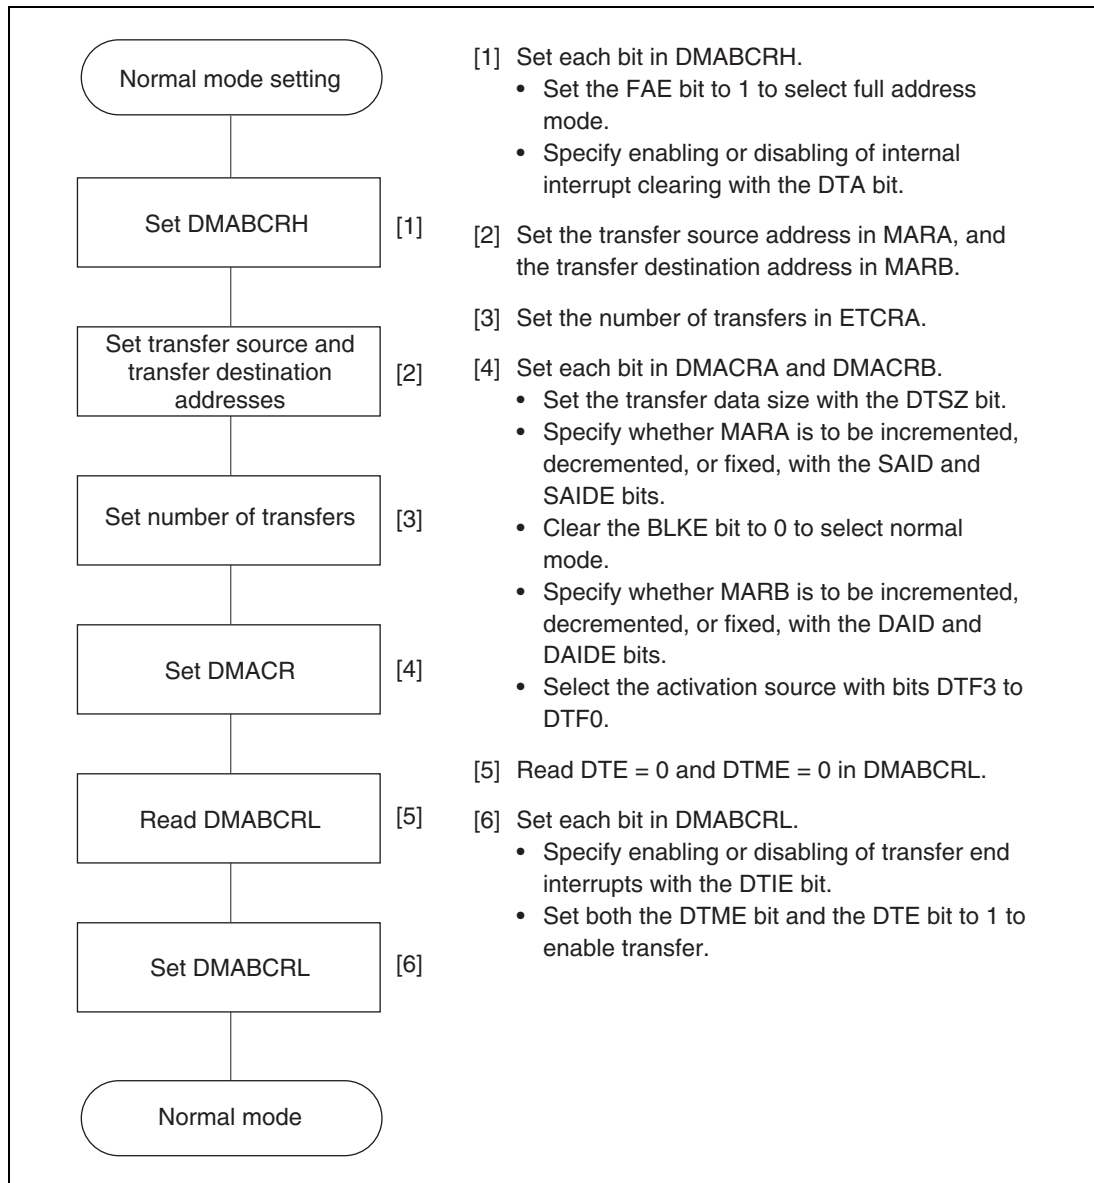 Normal mode setting
Set DMABCRH
[1]
Set transfer source and
transfer destination
addresses
[2]
Set number of transfers
[3]
Set DMACR
[4]
Read DMABCRL
[5]
Set DMABCRL
[6]
Normal mode
[1] Set each bit in DMABCRH.
• Set the FAE bit to 1 to select full address
mode.
• Specify enabling or disabling of internal
interrupt clearing with the DTA bit.
[2] Set the transfer source address in MARA, and
the transfer destination address in MARB.
[3] Set the number of transfers in ETCRA.
[4] Set each bit in DMACRA and DMACRB.
• Set the transfer data size with the DTSZ bit.
• Specify whether MARA is to be incremented,
decremented, or fixed, with the SAID and
SAIDE bits.
• Clear the BLKE bit to 0 to select normal
mode.
• Specify whether MARB is to be incremented,
decremented, or fixed, with the DAID and
DAIDE bits.
• Select the activation source with bits DTF3 to
DTF0.
[5] Read DTE = 0 and DTME = 0 in DMABCRL.
[6] Set each bit in DMABCRL.
• Specify enabling or disabling of transfer end
interrupts with the DTIE bit.
• Set both the DTME bit and the DTE bit to 1 to
enable transfer.